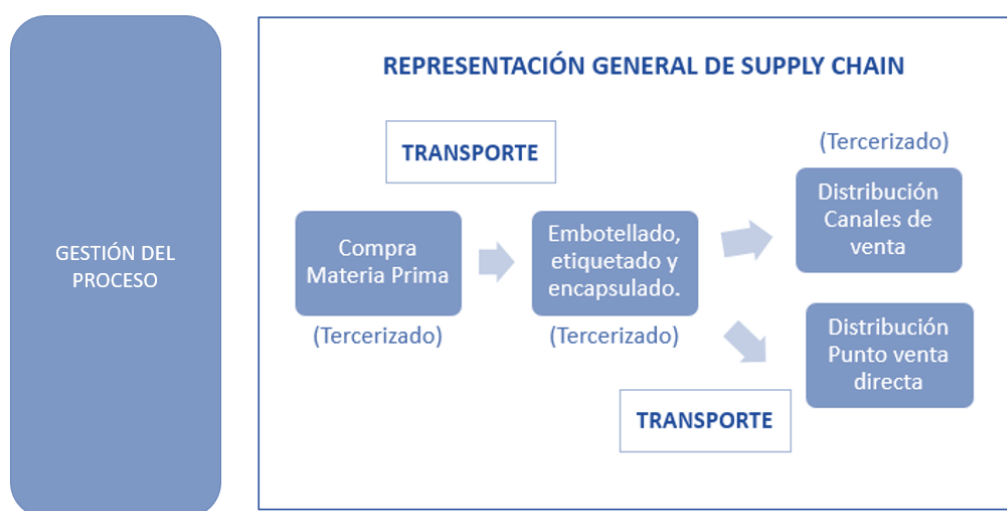 GESTIÓN DEL
PROCESO
REPRESENTACIÓN GENERAL DE SUPPLY CHAIN
TRANSPORTE
Compra
Materia Prima
(Tercerizado)
Embotellado,
etiquetado y
encapsulado.
(Tercerizado)
(Tercerizado)
Distribución
Canales de
venta
Distribución
Punto venta
directa
TRANSPORTE